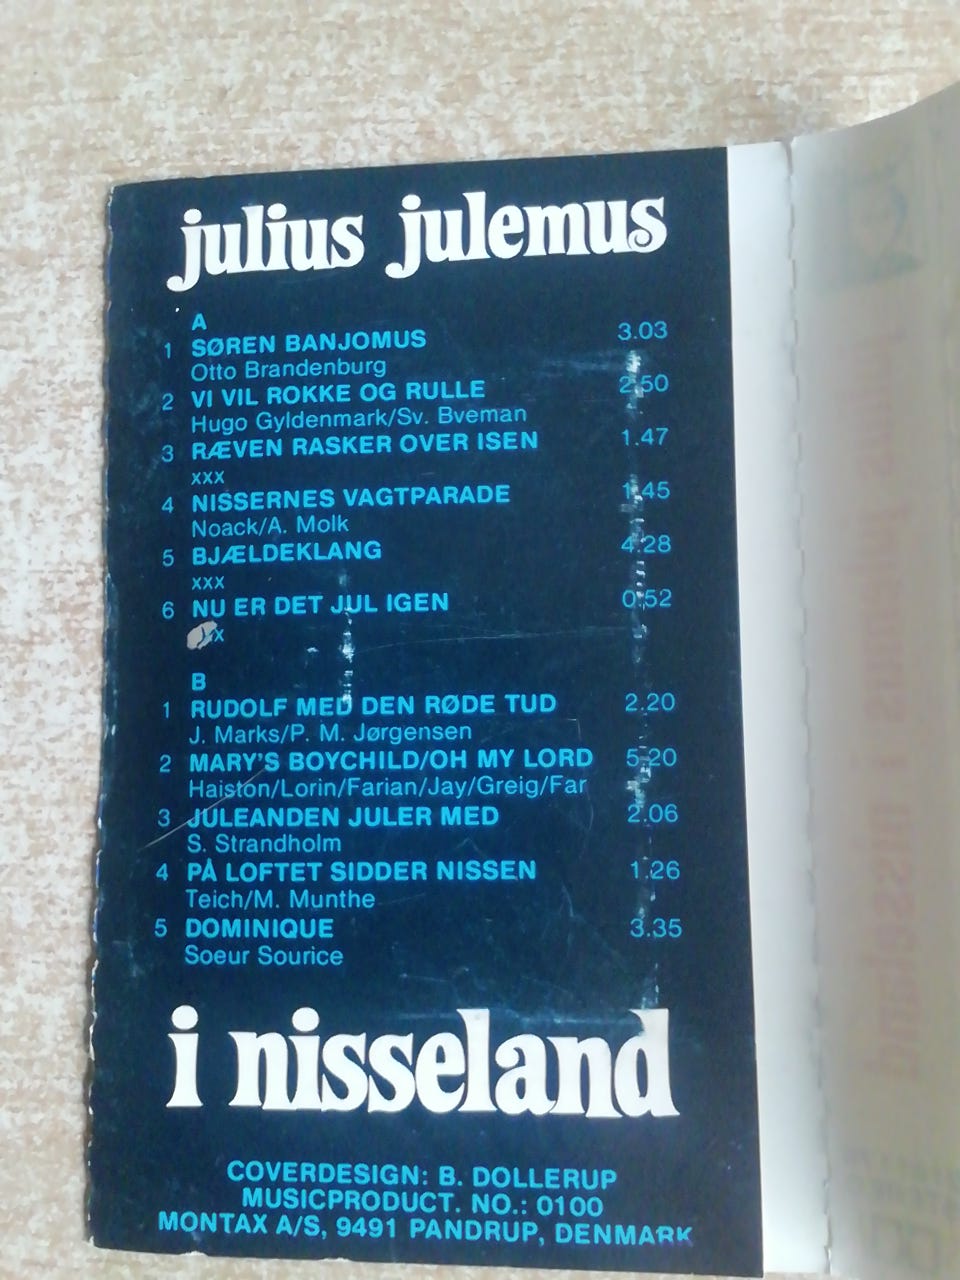 julius julemus
A
1 SØREN BANJOMUS 3.03
Otto Brandenburg
2 VI VIL ROKKE OG RULLE 2.50
Hugo Gyldenmark/Sv. Bveman
3 RÆVEN RASKER OVER ISEN 1.47
xxx
4 NISSERNES VAGTPARADE 1.45
Noack/A. Molk
5 BJÆLDEKLANG 4.28
xxx
6 NU ER DET JUL IGEN 0.52
B
1 RUDOLF MED DEN RØDE TUD 2.20
J. Marks/P. M. Jørgensen
2 MARY'S BOYCHILD/OH MY LORD 5.20
Haiston/Lorin/Farian/Jay/Greig/Far
3 JULEANDEN JULER MED 2.06
S. Strandholm
4 PÅ LOFTET SIDDER NISSEN 1.26
Teich/M. Munthe
5 DOMINIQUE 3.35
Soeur Sourice
i nisseland
COVERDESIGN: B. DOLLERUP
MUSICPRODUCT. NO.: 0100
MONTAX A/S, 9491 PANDRUP, DENMARK